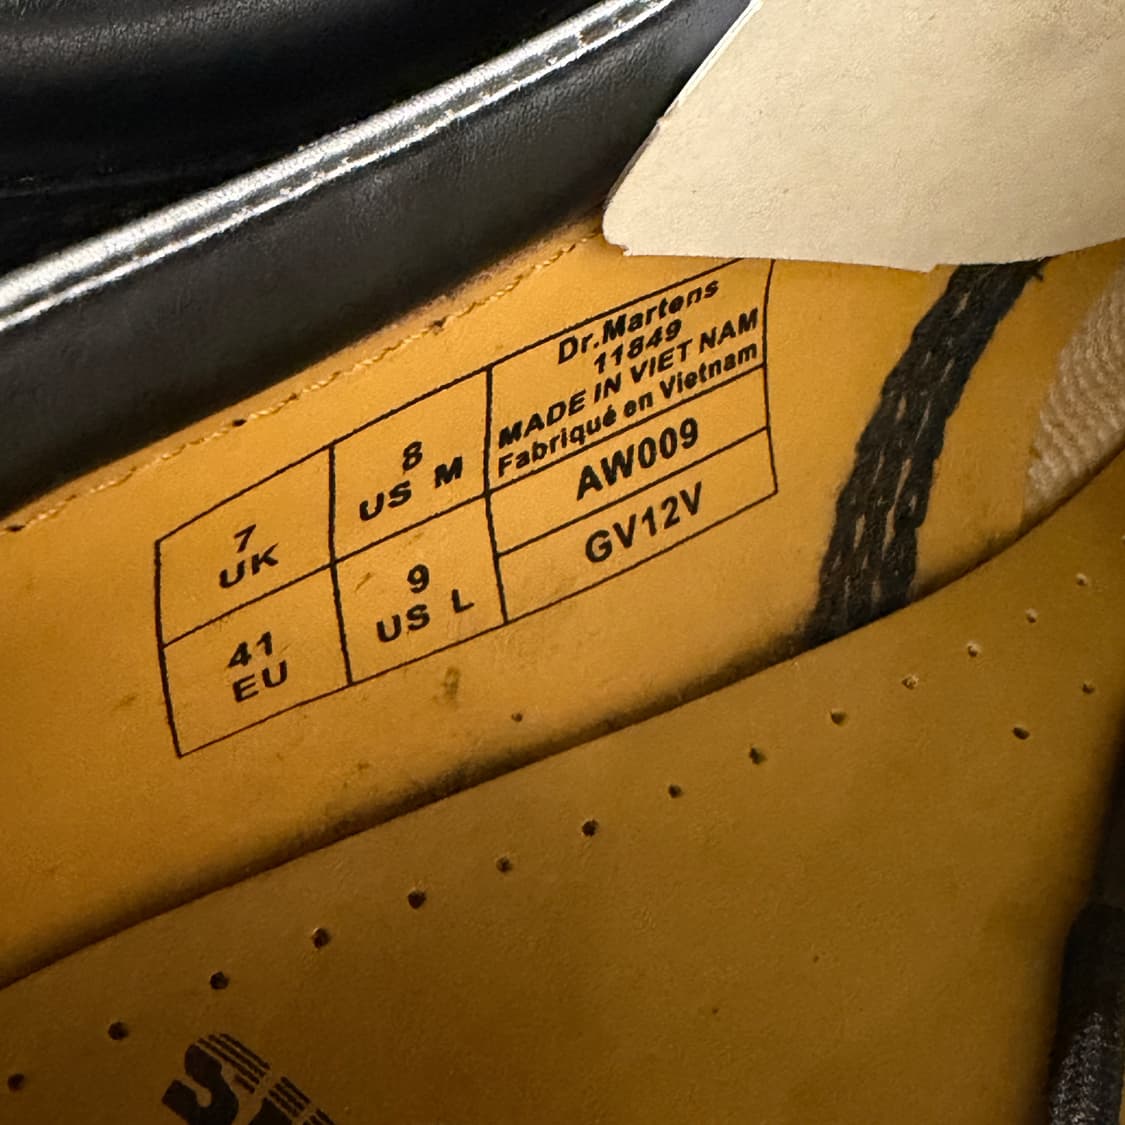 7
UK
8
US M
Dr.Martens
11849
MADE IN VIET NAM
Fabriqué en Vietnam
41
EU
9
US L
AW009
GV12V